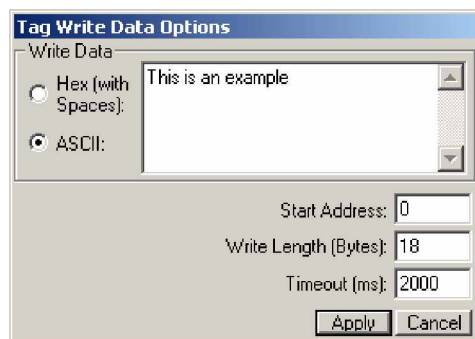 Tag Write Data Options
Write Data
Hex (with
Spaces):
This is an example
ASCII:
Start Address: 0
Write Length (Bytes): 18
Timeout (ms): 2000
Apply Cancel